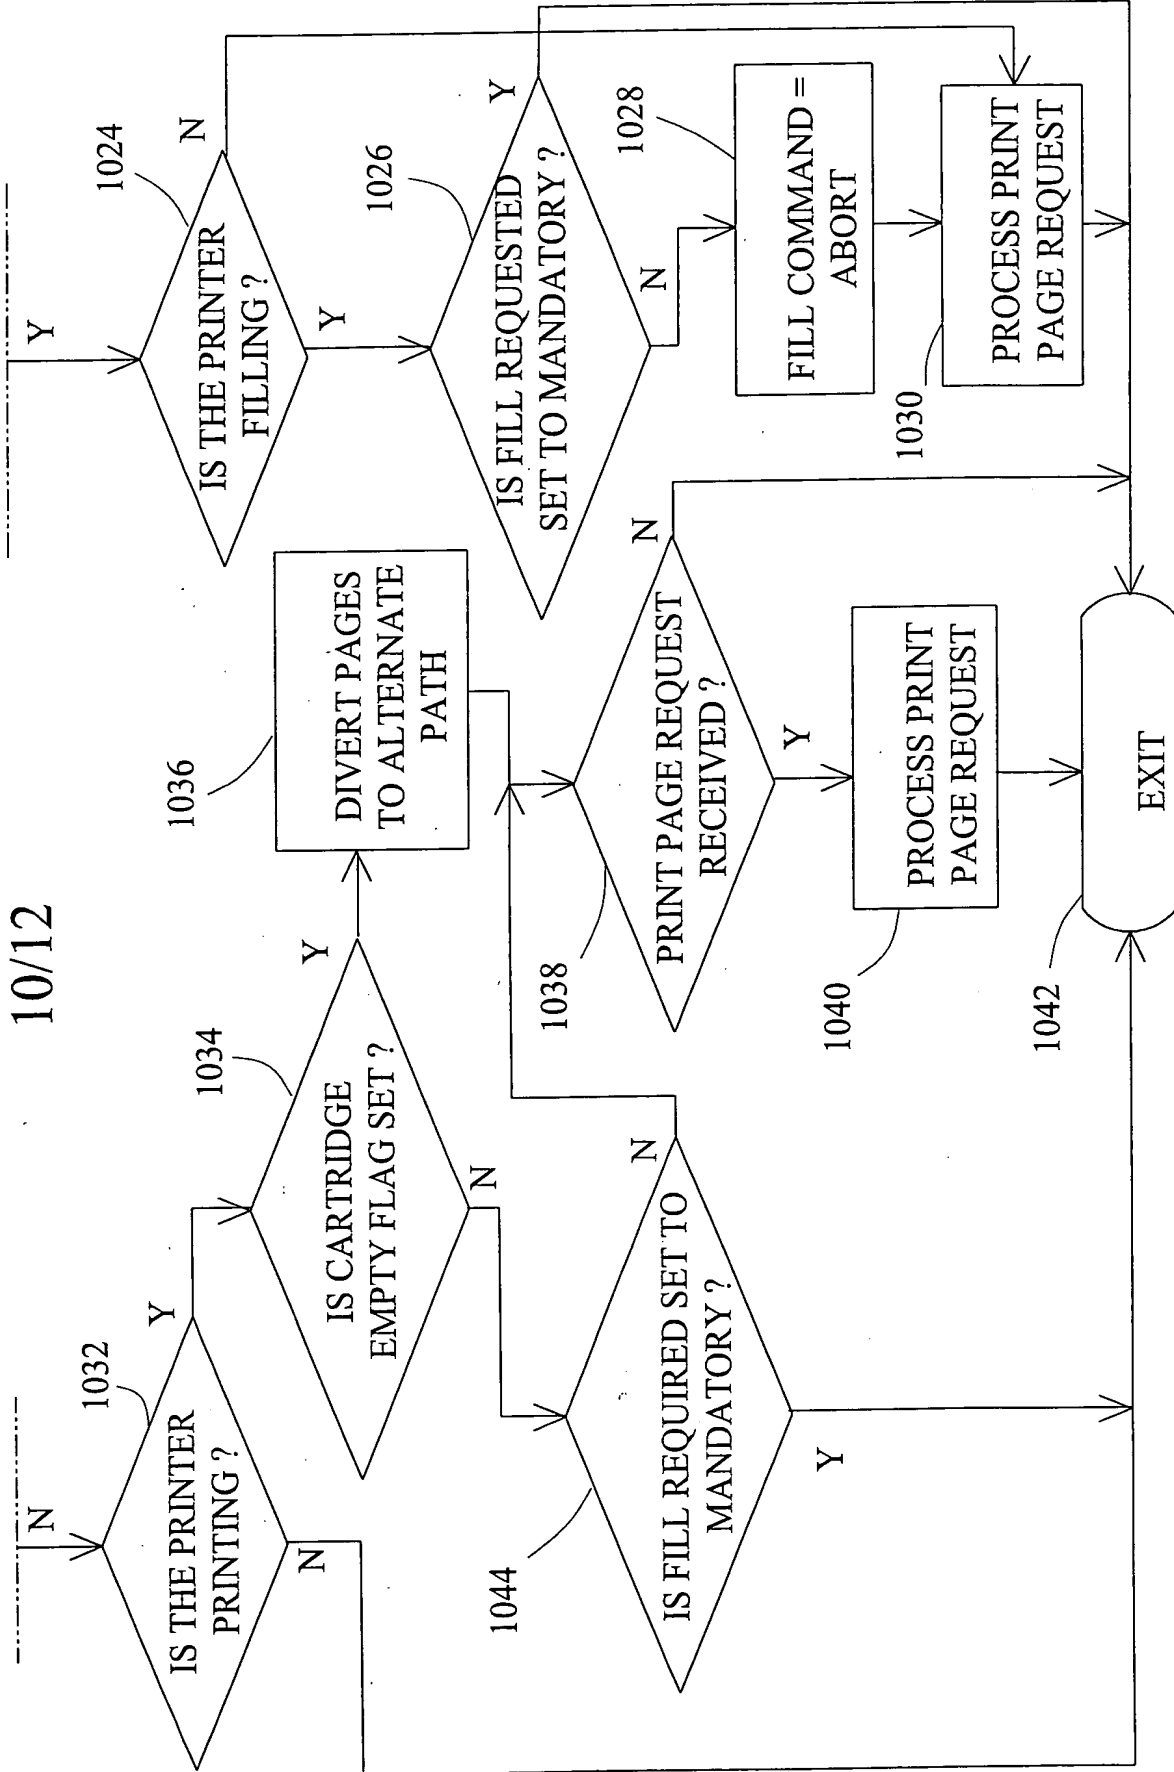 10/12
N
1032
IS THE PRINTER
PRINTING ?
Y
N
1034
IS CARTRIDGE
EMPTY FLAG SET ?
Y
N
1036
DIVERT PAGES
TO ALTERNATE
PATH
1044
IS FILL REQUIRED SET TO
MANDATORY ?
N
Y
1038
PRINT PAGE REQUEST
RECEIVED ?
N
Y
1040
PROCESS PRINT
PAGE REQUEST
1042
EXIT
Y
1024
IS THE PRINTER
FILLING ?
N
Y
1026
IS FILL REQUESTED
SET TO MANDATORY ?
Y
N
1028
FILL COMMAND =
ABORT
1030
PROCESS PRINT
PAGE REQUEST